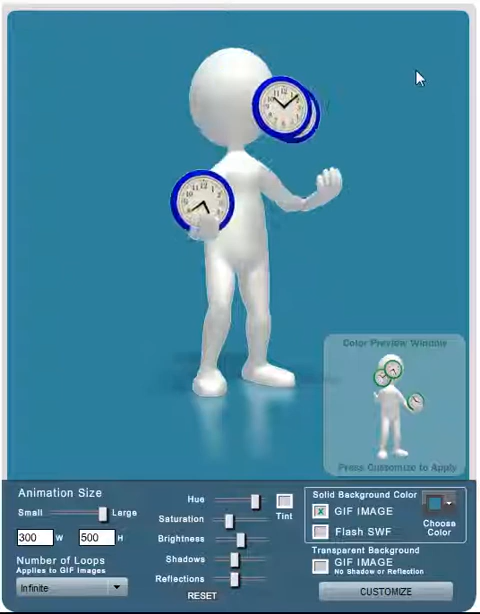 Color Preview Window
Press Customize to Apply
Animation Size
Small Large
300 W 500 H
Number of Loops
Applies to GIF Images
Infinite
Hue
Saturation
Brightness
Shadows
Reflections
RESET
Tint
Solid Background Color
GIF IMAGE
Flash SWF
Choose
Color
Transparent Background
GIF IMAGE
No Shadow or Reflection
CUSTOMIZE